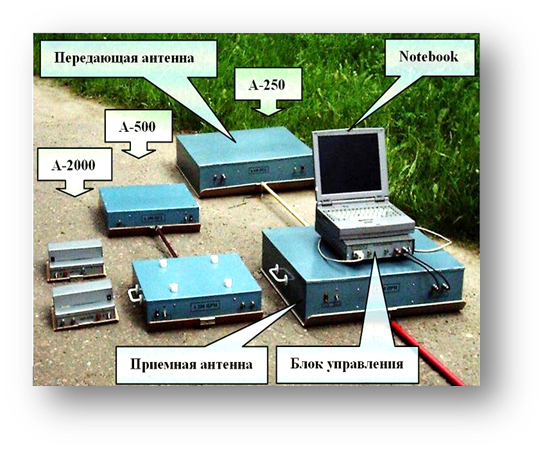 Передающая антенна
Notebook
А-250
А-500
А-2000
Приемная антенна
Блок управления